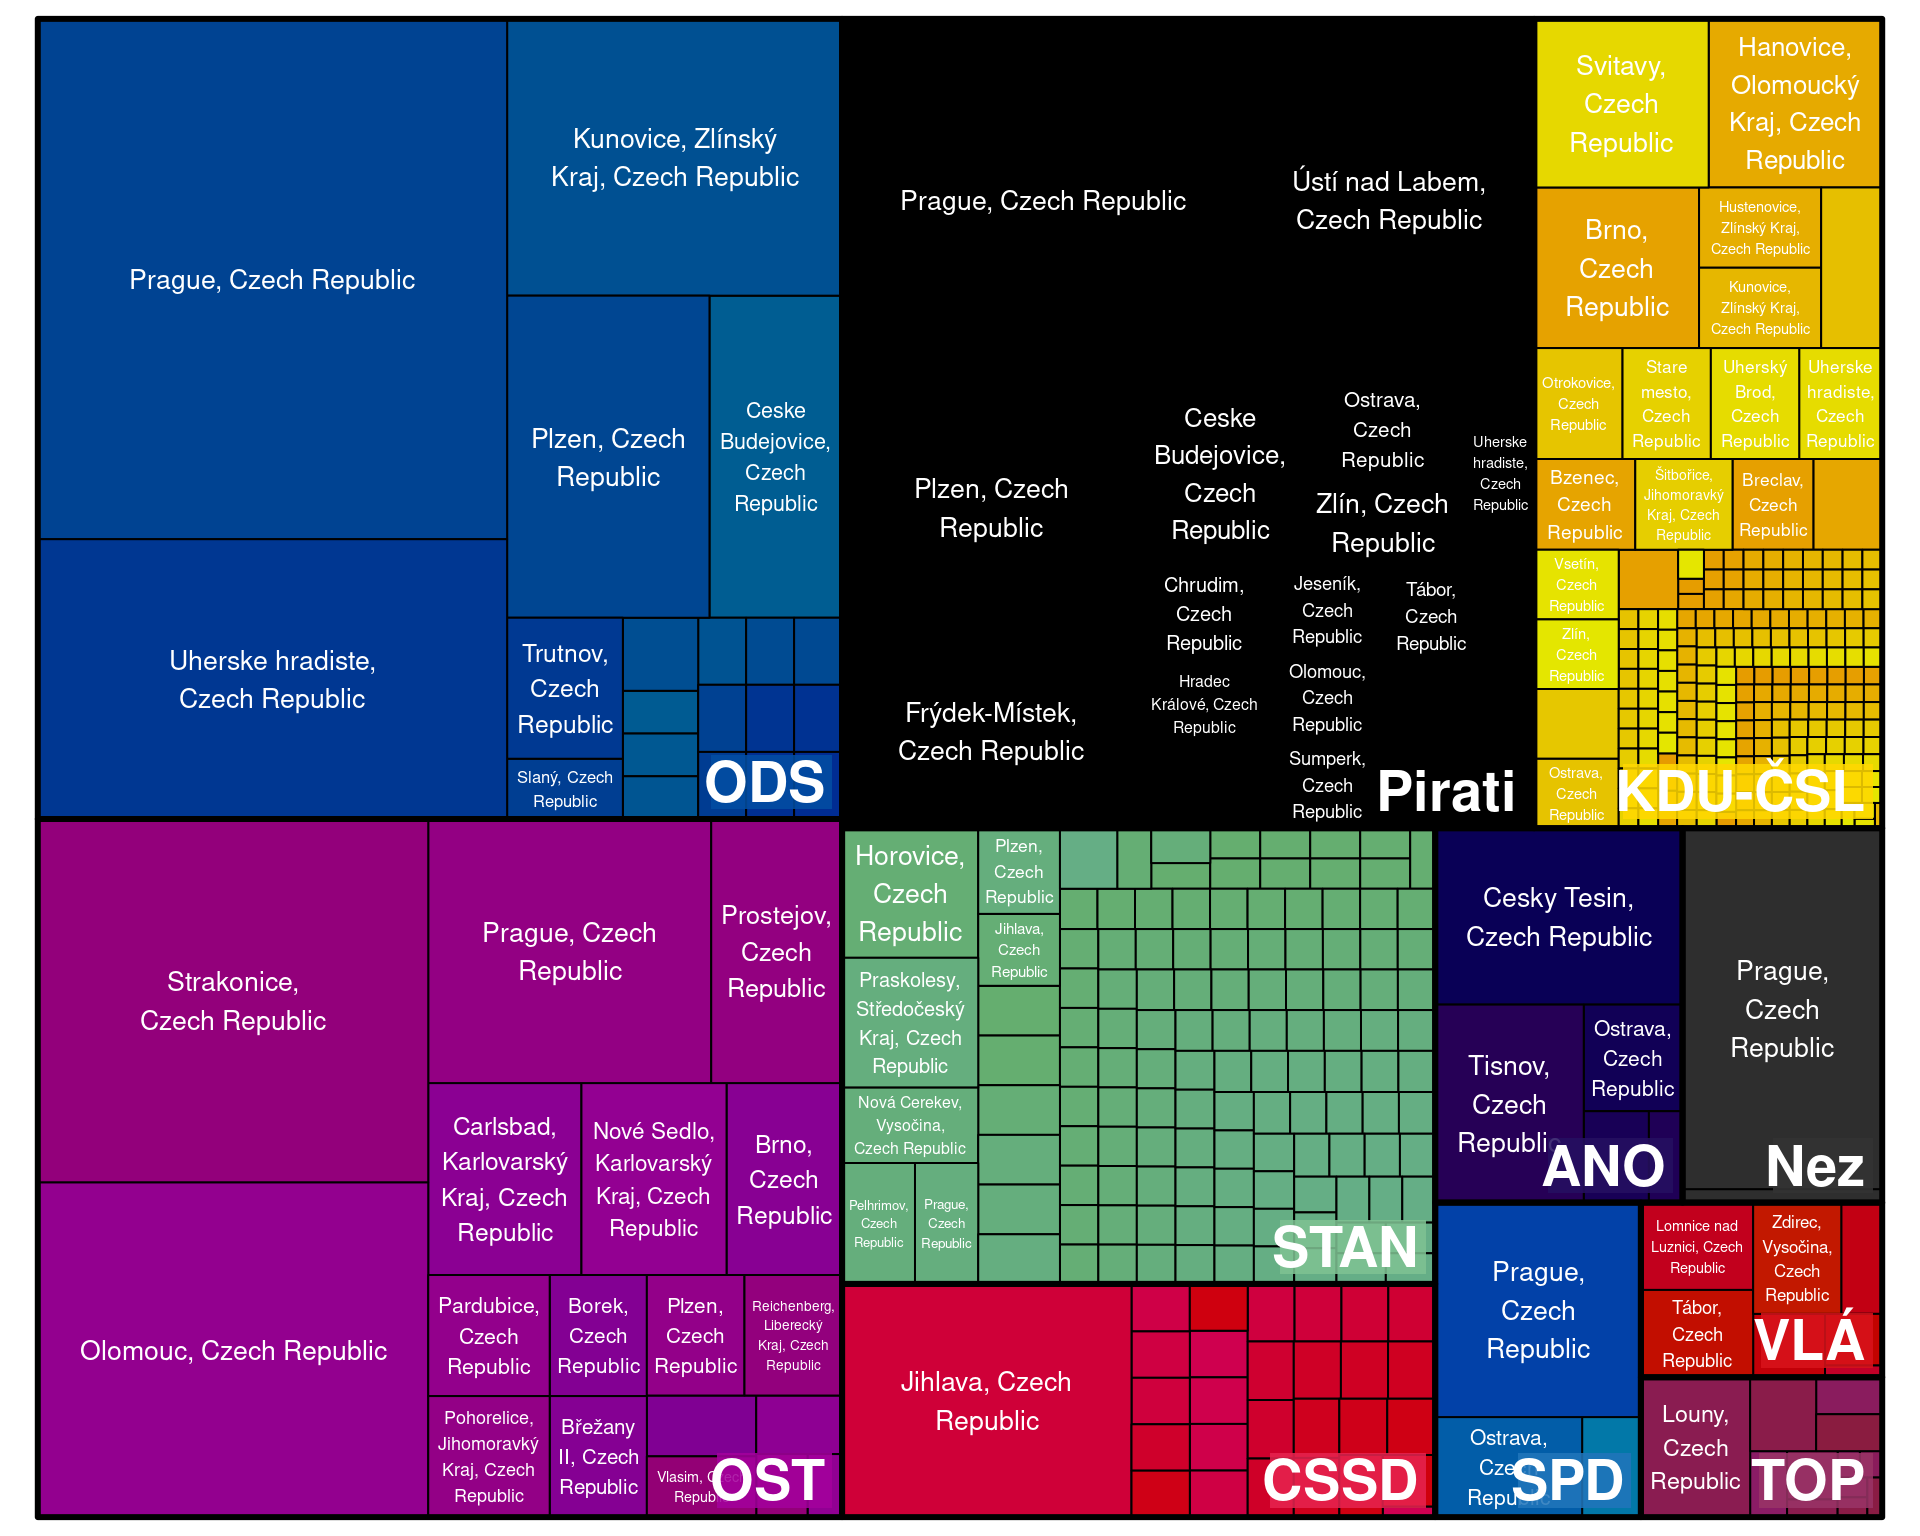 Prague, Czech Republic
Kunovice, Zlínský
Kraj, Czech Republic
Plzen, Czech
Republic
Ceske
Budejovice,
Czech
Republic
Uherske hradiste,
Czech Republic
Trutnov,
Czech
Republic
Slaný, Czech
Republic
ODS
Prague, Czech Republic
Ústí nad Labem,
Czech Republic
Plzen, Czech
Republic
Ceske
Budejovice,
Czech
Republic
Ostrava,
Czech
Republic
Zlín, Czech
Republic
Uherske
hradiste,
Czech
Republic
Frýdek-Místek,
Czech Republic
Chrudim,
Czech
Republic
Hradec
Králové, Czech
Republic
Jeseník,
Czech
Republic
Olomouc,
Czech
Republic
Sumperk,
Czech
Republic
Tábor,
Czech
Republic
Pirati
Svitavy,
Czech
Republic
Hanovice,
Olomoucký
Kraj, Czech
Republic
Brno,
Czech
Republic
Hustenovice,
Zlínský Kraj,
Czech Republic
Kunovice,
Zlínský Kraj,
Czech Republic
Otrokovice,
Czech
Republic
Stare
mesto,
Czech
Republic
Uherský
Brod,
Czech
Republic
Uherske
hradiste,
Czech
Republic
Bzenec,
Czech
Republic
Šitbořice,
Jihomoravký
Kraj, Czech
Republic
Breclav,
Czech
Republic
Vsetín,
Czech
Republic
Zlín,
Czech
Republic
Ostrava,
Czech
Republic
KDU-ČSL
Strakonice,
Czech Republic
Olomouc, Czech Republic
Prague, Czech
Republic
Prostejov,
Czech
Republic
Carlsbad,
Karlovarský
Kraj, Czech
Republic
Nové Sedlo,
Karlovarský
Kraj, Czech
Republic
Brno,
Czech
Republic
Pardubice,
Czech
Republic
Borek,
Czech
Republic
Plzen,
Czech
Republic
Reichenberg,
Liberecký
Kraj, Czech
Republic
Pohorelice,
Jihomoravký
Kraj, Czech
Republic
Břežany
II, Czech
Republic
Vlasim, Czech
Republic
OST
Horovice,
Czech
Republic
Plzen,
Czech
Republic
Jihlava,
Czech
Republic
Praskolesy,
Středočeský
Kraj, Czech
Republic
Nová Cerekev,
Vysočina,
Czech Republic
Pelhrimov,
Czech
Republic
Prague,
Czech
Republic
STAN
Jihlava, Czech
Republic
CSSD
Cesky Tesin,
Czech Republic
Tisnov,
Czech
Republic
Ostrava,
Czech
Republic
ANO
Prague,
Czech
Republic
Nez
Prague,
Czech
Republic
Ostrava,
Czech
Republic
SPD
Lomnice nad
Luznici, Czech
Republic
Zdirec,
Vysočina,
Czech
Republic
Tábor,
Czech
Republic
VLÁ
Louny,
Czech
Republic
TOP